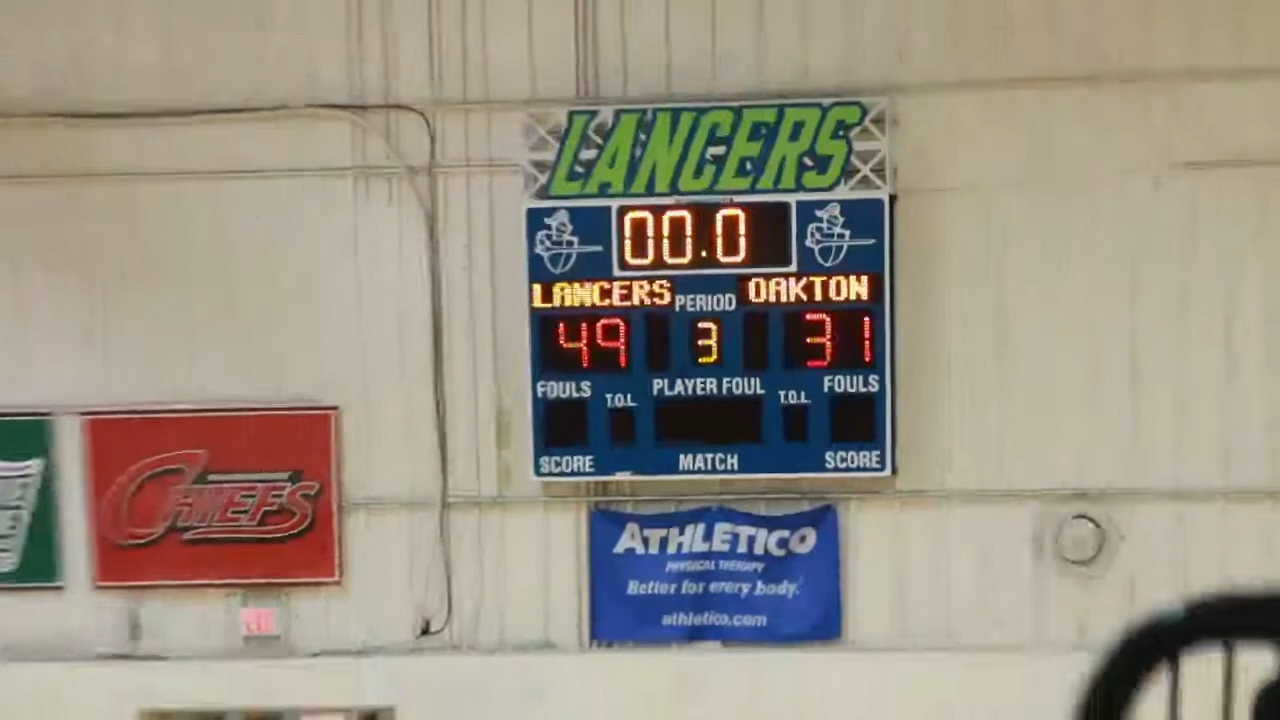 LANCERS
00.0
LANCERS PERIOD OAKTON
49 3 31
FOULS T.O.L. PLAYER FOUL T.O.L. FOULS
SCORE MATCH SCORE
CHIEFS
ATHLETICO
PHYSICAL THERAPY
Better for every body.
athletico.com